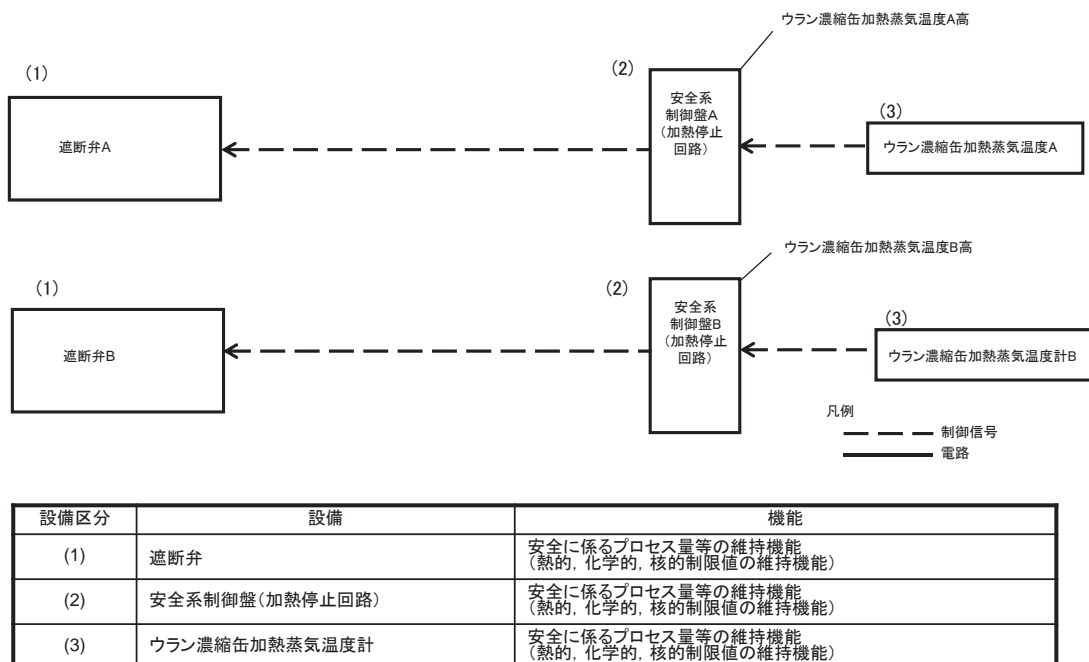 ウラン濃縮缶加熱蒸気温度A高
(1)
(2)
遮断弁A
安全系
制御盤A
(加熱停止
回路)
(3)
ウラン濃縮缶加熱蒸気温度A
ウラン濃縮缶加熱蒸気温度B高
(1)
(2)
遮断弁B
安全系
制御盤B
(加熱停止
回路)
(3)
ウラン濃縮缶加熱蒸気温度計B
凡例
制御信号
電路
設備区分 設備 機能
(1) 遮断弁 安全に係るプロセス量等の維持機能
(熱的, 化学的, 核的制限値の維持機能)
(2) 安全系制御盤(加熱停止回路) 安全に係るプロセス量等の維持機能
(熱的, 化学的, 核的制限値の維持機能)
(3) ウラン濃縮缶加熱蒸気温度計 安全に係るプロセス量等の維持機能
(熱的, 化学的, 核的制限値の維持機能)